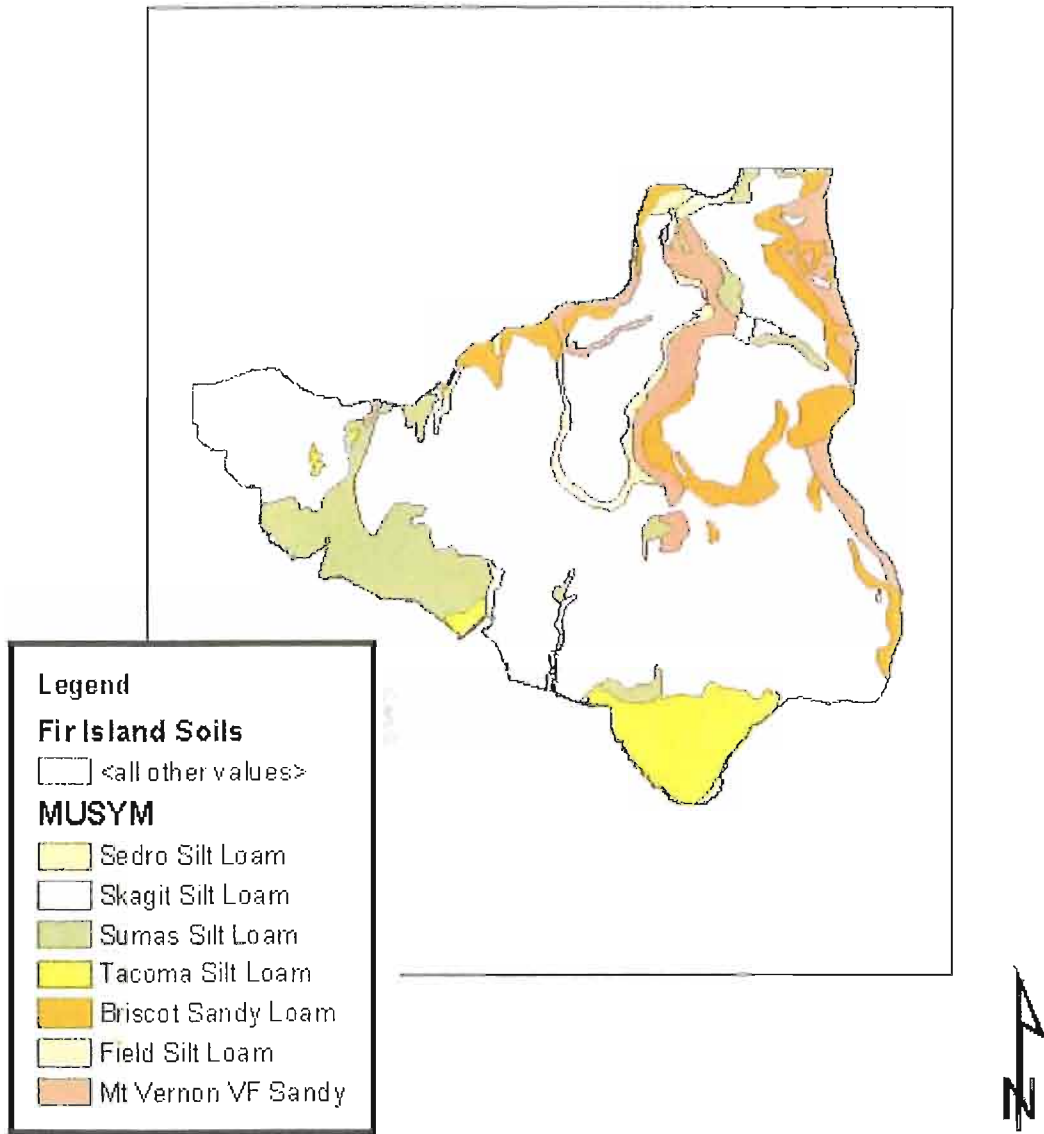 Legend
Fir Island Soils
<all other values>
MUSYM
Sedro Silt Loam
Skagit Silt Loam
Sumas Silt Loam
Tacoma Silt Loam
Briscot Sandy Loam
Field Silt Loam
Mt Vernon VF Sandy
N